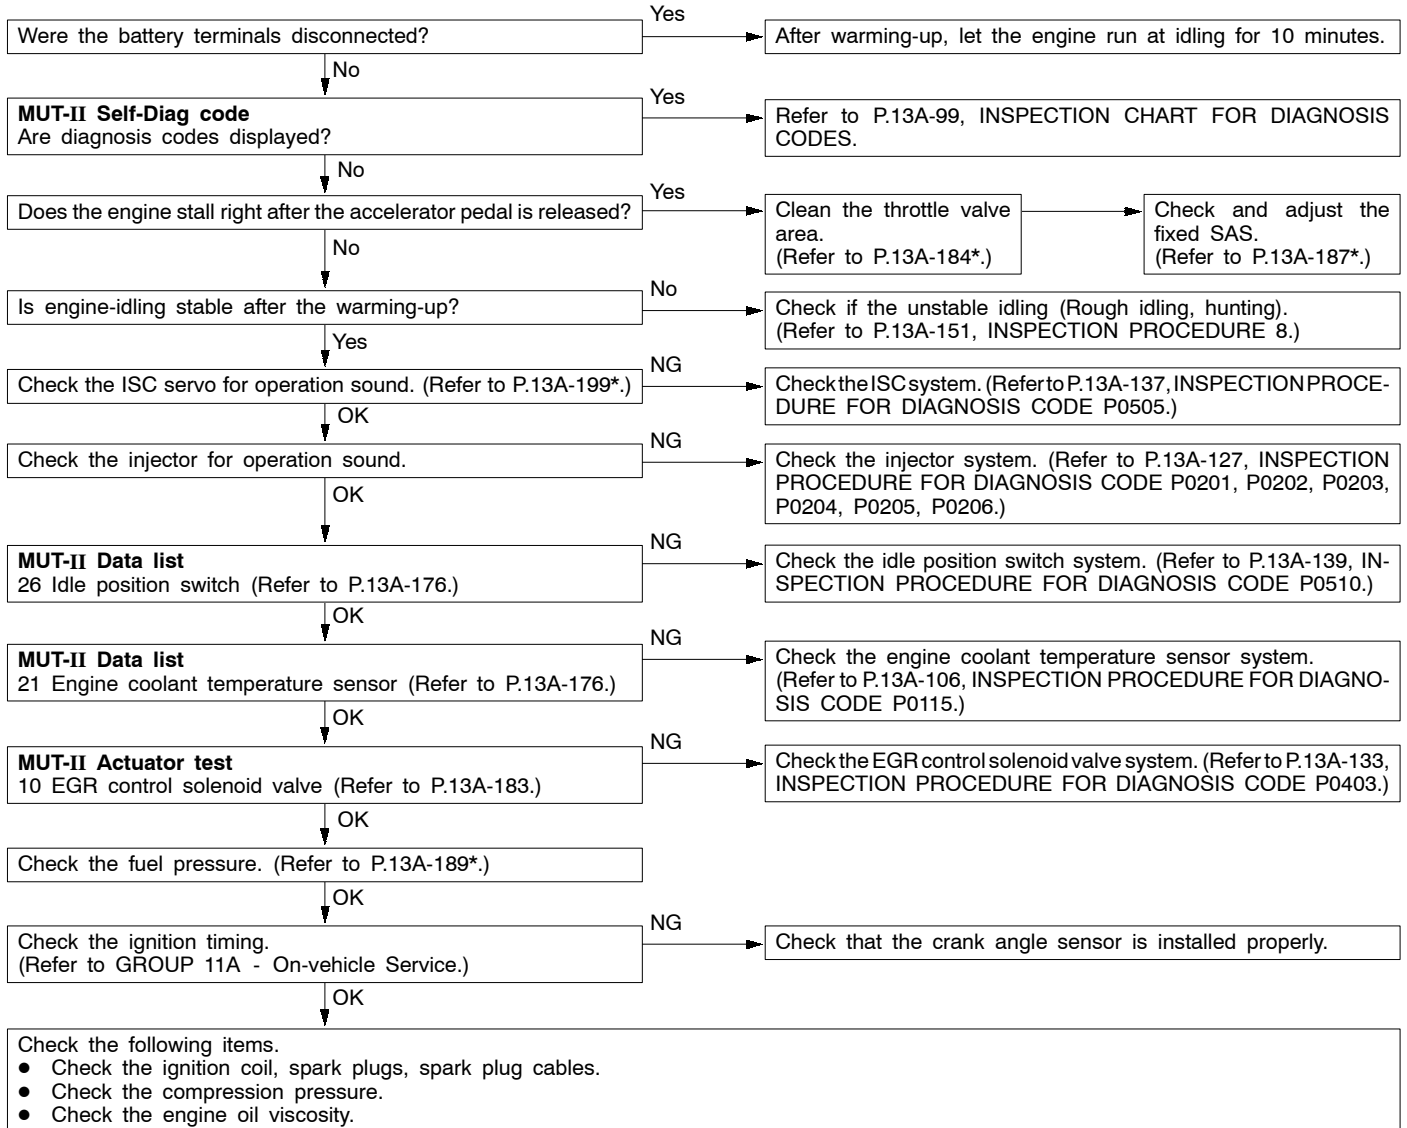 Were the battery terminals disconnected?
Yes
After warming-up, let the engine run at idling for 10 minutes.
No
MUT-II Self-Diag code
Are diagnosis codes displayed?
Yes
Refer to P.13A-99, INSPECTION CHART FOR DIAGNOSIS
CODES.
No
Does the engine stall right after the accelerator pedal is released?
Yes
Clean the throttle valve
area.
(Refer to P.13A-184*.)
Check and adjust the
fixed SAS.
(Refer to P.13A-187*.)
No
Is engine-idling stable after the warming-up?
No
Check if the unstable idling (Rough idling, hunting).
(Refer to P.13A-151, INSPECTION PROCEDURE 8.)
Yes
Check the ISC servo for operation sound. (Refer to P.13A-199*.)
NG
Check the ISC system. (Refer to P.13A-137, INSPECTION PROCE-
DURE FOR DIAGNOSIS CODE P0505.)
OK
Check the injector for operation sound.
NG
Check the injector system. (Refer to P.13A-127, INSPECTION
PROCEDURE FOR DIAGNOSIS CODE P0201, P0202, P0203,
P0204, P0205, P0206.)
OK
MUT-II Data list
26 Idle position switch (Refer to P.13A-176.)
NG
Check the idle position switch system. (Refer to P.13A-139, IN-
SPECTION PROCEDURE FOR DIAGNOSIS CODE P0510.)
OK
MUT-II Data list
21 Engine coolant temperature sensor (Refer to P.13A-176.)
NG
Check the engine coolant temperature sensor system.
(Refer to P.13A-106, INSPECTION PROCEDURE FOR DIAGNO-
SIS CODE P0115.)
OK
MUT-II Actuator test
10 EGR control solenoid valve (Refer to P.13A-183.)
NG
Check the EGR control solenoid valve system. (Refer to P.13A-133,
INSPECTION PROCEDURE FOR DIAGNOSIS CODE P0403.)
OK
Check the fuel pressure. (Refer to P.13A-189*.)
OK
Check the ignition timing.
(Refer to GROUP 11A - On-vehicle Service.)
NG
Check that the crank angle sensor is installed properly.
OK
Check the following items.
● Check the ignition coil, spark plugs, spark plug cables.
● Check the compression pressure.
● Check the engine oil viscosity.